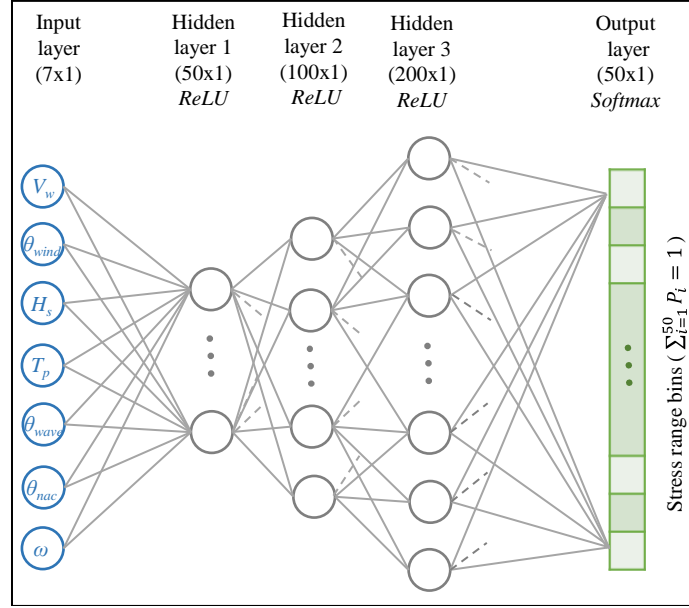 Input
layer
(7x1)
Hidden
layer 1
(50x1)
ReLU
Hidden
layer 2
(100x1)
ReLU
Hidden
layer 3
(200x1)
ReLU
Output
layer
(50x1)
Softmax
V_w
θ_wind
H_s
T_p
θ_wave
θ_nac
ω
Stress range bins ( ∑_{i=1}^{50} P_i = 1 )